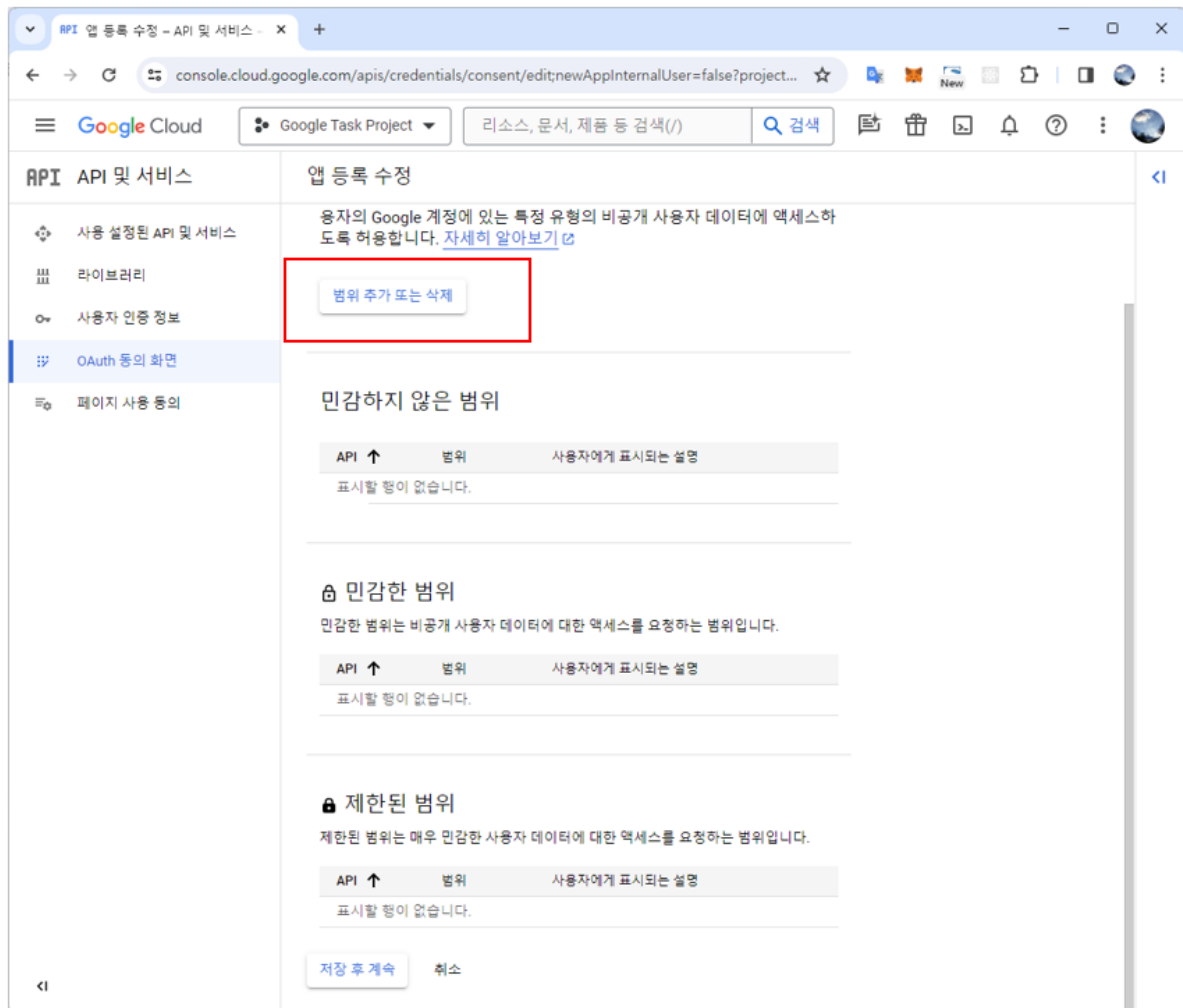 API 앱 등록 수정 – API 및 서비스 -
console.cloud.google.com/apis/credentials/consent/edit;newAppInternalUser=false?project...
New
Google Cloud
Google Task Project
리소스, 문서, 제품 등 검색(/)
검색
API API 및 서비스
앱 등록 수정
사용 설정된 API 및 서비스
라이브러리
사용자 인증 정보
OAuth 동의 화면
페이지 사용 동의
용자의 Google 계정에 있는 특정 유형의 비공개 사용자 데이터에 액세스하
도록 허용합니다. 자세히 알아보기
범위 추가 또는 삭제
민감하지 않은 범위
API 범위 사용자에게 표시되는 설명
표시할 행이 없습니다.
민감한 범위
민감한 범위는 비공개 사용자 데이터에 대한 액세스를 요청하는 범위입니다.
API 범위 사용자에게 표시되는 설명
표시할 행이 없습니다.
제한된 범위
제한된 범위는 매우 민감한 사용자 데이터에 대한 액세스를 요청하는 범위입니다.
API 범위 사용자에게 표시되는 설명
표시할 행이 없습니다.
저장 후 계속 취소